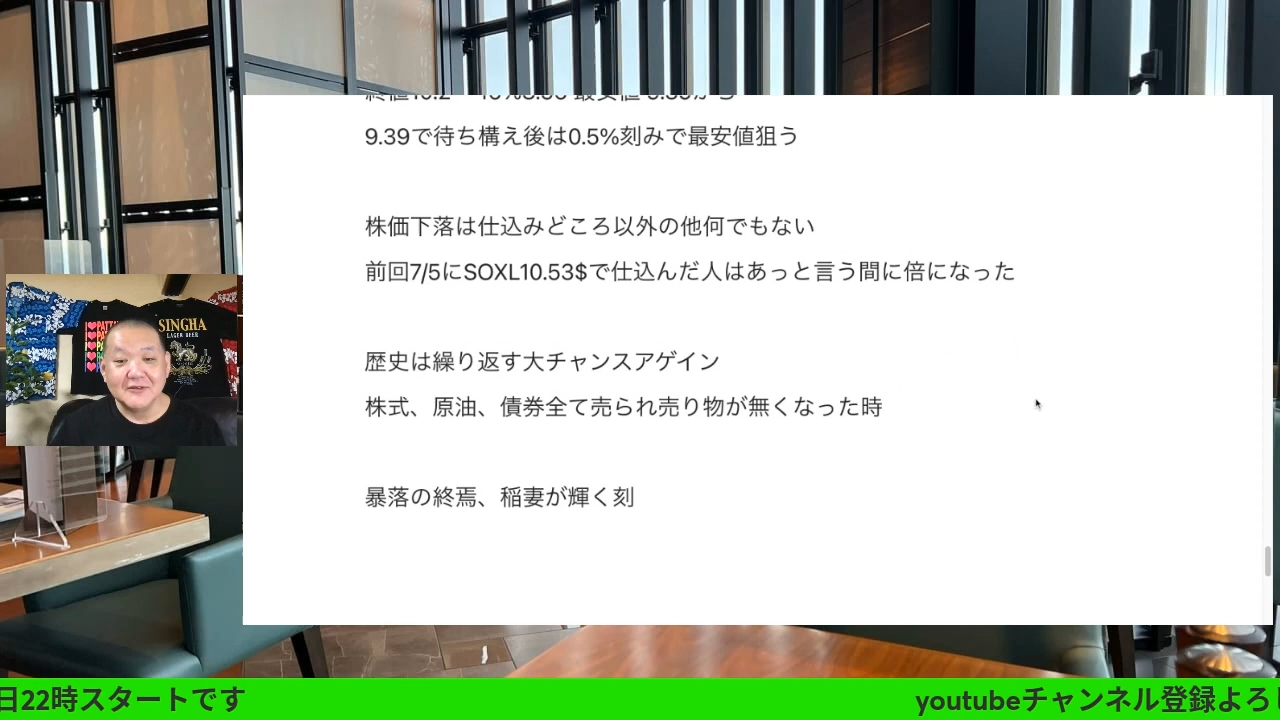 9.39で待ち構え後は0.5%刻みで最安値狙う
株価下落は仕込みどころ以外の他何でもない
前回7/5にSOXL10.53$で仕込んだ人はあっと言う間に倍になった
歴史は繰り返す大チャンスアゲイン
株式、原油、債券全て売られ売り物が無くなった時
暴落の終焉、稲妻が輝く刻
SINGHA
LAGER BEER
日22時スタートです
youtubeチャンネル登録よろ